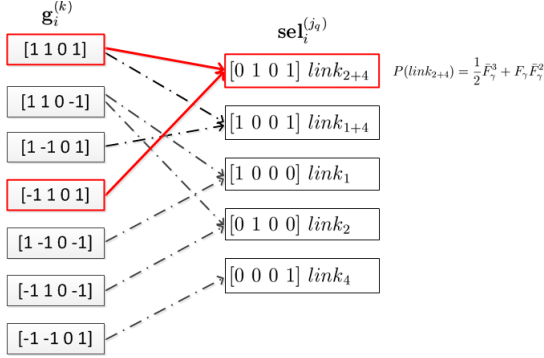 g_i^{(k)}
sel_i^{(j_q)}
[1 1 0 1]
[0 1 0 1] link_{2+4}
P(link_{2+4}) = \frac{1}{2}\bar{F}_γ^3 + F_γ\bar{F}_γ^2
[1 1 0 -1]
[1 0 0 1] link_{1+4}
[1 -1 0 1]
[1 0 0 0] link_1
[-1 1 0 1]
[0 1 0 0] link_2
[1 -1 0 -1]
[0 0 0 1] link_4
[-1 1 0 -1]
[-1 -1 0 1]